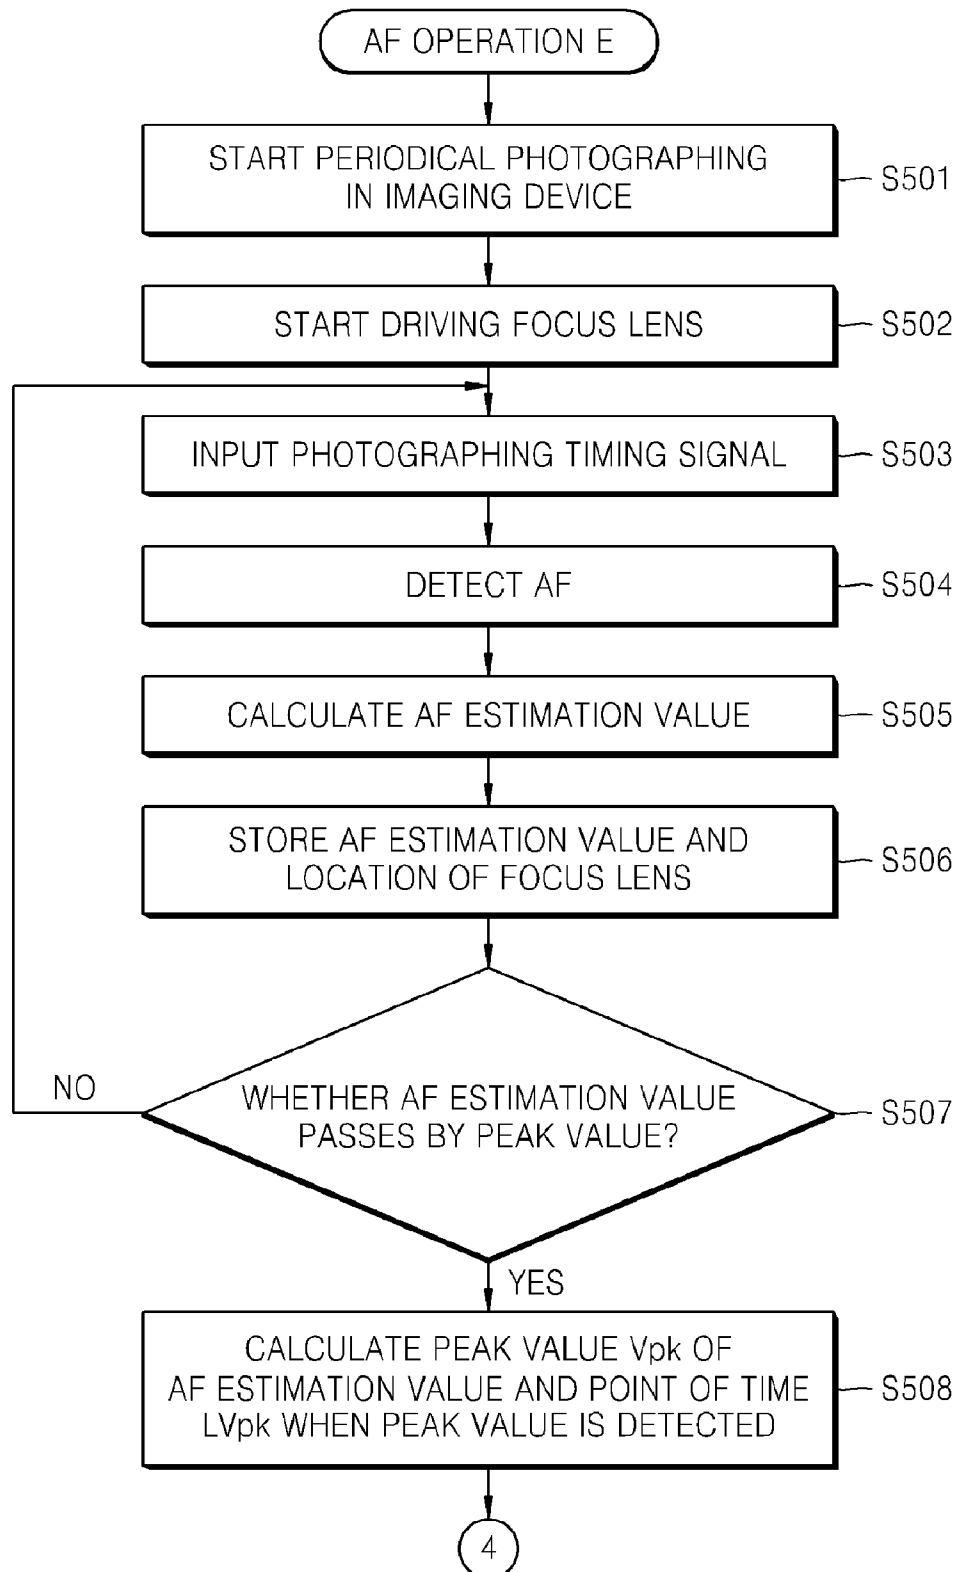 AF OPERATION E
START PERIODICAL PHOTOGRAPHING
IN IMAGING DEVICE
S501
START DRIVING FOCUS LENS
S502
INPUT PHOTOGRAPHING TIMING SIGNAL
S503
DETECT AF
S504
CALCULATE AF ESTIMATION VALUE
S505
STORE AF ESTIMATION VALUE AND
LOCATION OF FOCUS LENS
S506
NO
WHETHER AF ESTIMATION VALUE
PASSES BY PEAK VALUE?
S507
YES
CALCULATE PEAK VALUE Vpk OF
AF ESTIMATION VALUE AND POINT OF TIME
LVpk WHEN PEAK VALUE IS DETECTED
S508
4